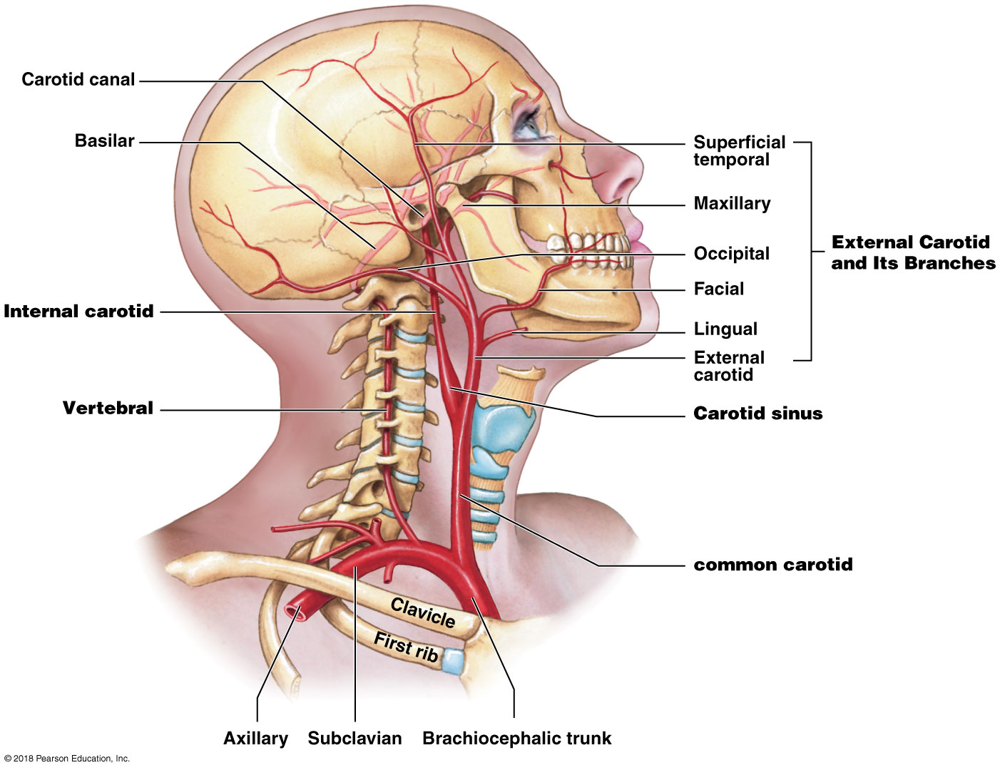 Carotid canal
Basilar
Internal carotid
Vertebral
Superficial
temporal
Maxillary
Occipital
Facial
Lingual
External
carotid
External Carotid
and Its Branches
Carotid sinus
common carotid
Clavicle
First rib
Axillary
Subclavian
Brachiocephalic trunk
© 2018 Pearson Education, Inc.